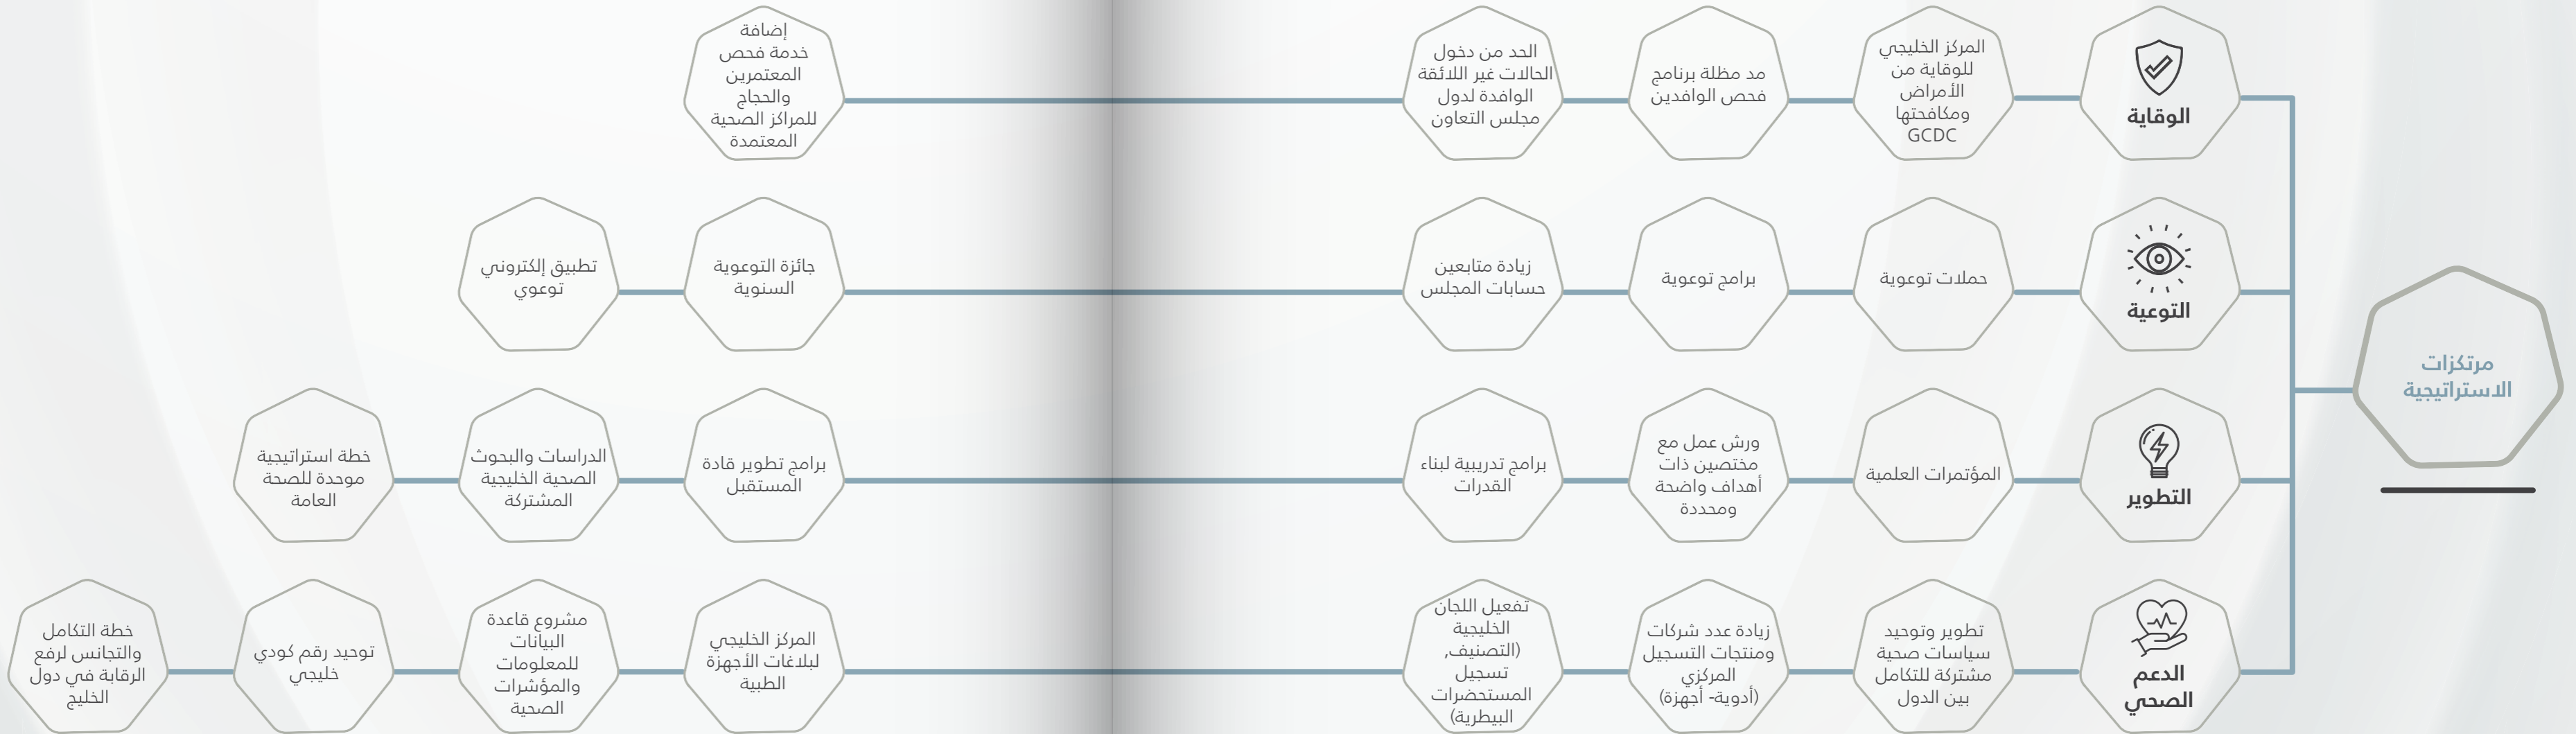 مرتكزات
الاستراتيجية
الوقاية
المركز الخليجي
للوقاية من
الأمراض
ومكافحتها
GCDC
مد مظلة برنامج
فحص الوافدين
الحد من دخول
الحالات غير اللائقة
الوافدة لدول
مجلس التعاون
إضافة
خدمة فحص
المعتمرين
والحجاج
للمراكز الصحية
المعتمدة
التوعية
حملات توعوية
برامج توعوية
زيادة متابعين
حسابات المجلس
جائزة التوعوية
السنوية
تطبيق إلكتروني
توعوي
التطوير
المؤتمرات العلمية
ورش عمل مع
مختصين ذات
أهداف واضحة
ومحددة
برامج تدريبية لبناء
القدرات
برامج تطوير قادة
المستقبل
الدراسات والبحوث
الصحية الخليجية
المشتركة
خطة استراتيجية
موحدة للصحة
العامة
الدعم
الصحي
تطوير وتوحيد
سياسات صحية
مشتركة للتكامل
بين الدول
زيادة عدد شركات
ومنتجات التسجيل
المركزي
(أدوية- أجهزة)
تفعيل اللجان
الخليجية
(التصنيف,
تسجيل
المستحضرات
البيطرية)
المركز الخليجي
لبلاغات الأجهزة
الطبية
مشروع قاعدة
البيانات
للمعلومات
والمؤشرات
الصحية
توحيد رقم كودي
خليجي
خطة التكامل
والتجانس لرفع
الرقابة في دول
الخليج